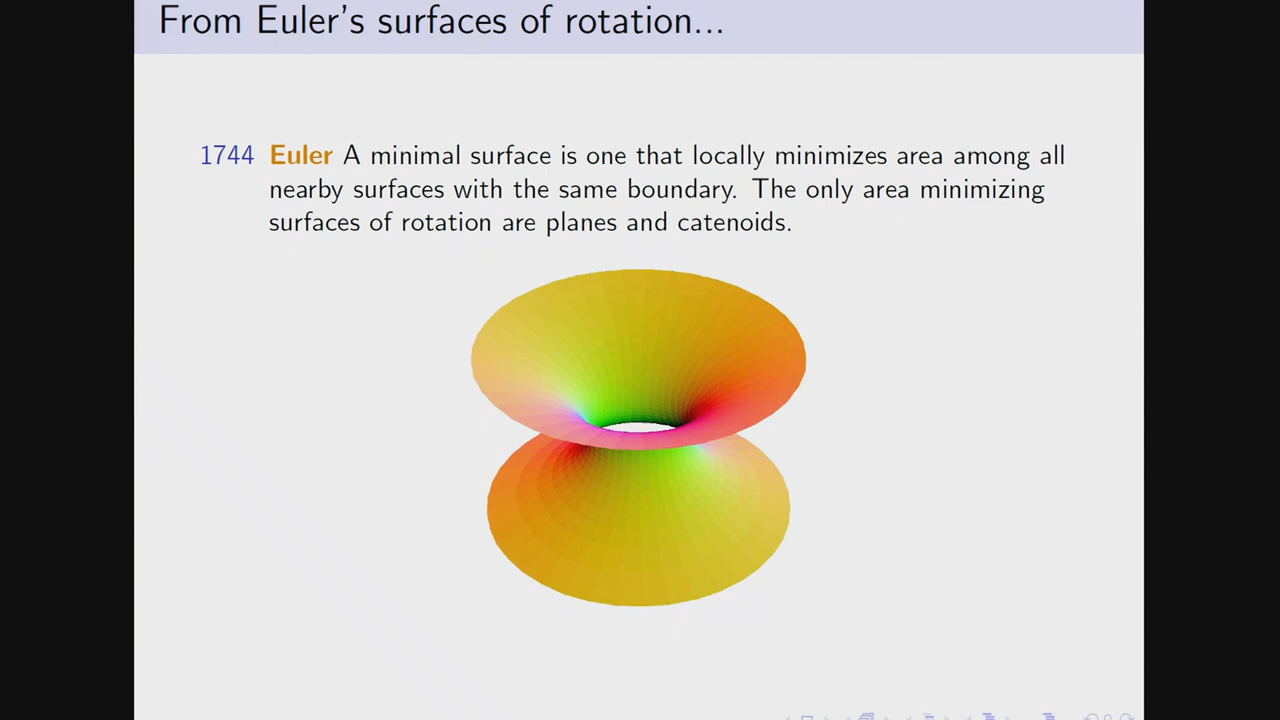 From Euler's surfaces of rotation...
1744 Euler A minimal surface is one that locally minimizes area among all
nearby surfaces with the same boundary. The only area minimizing
surfaces of rotation are planes and catenoids.